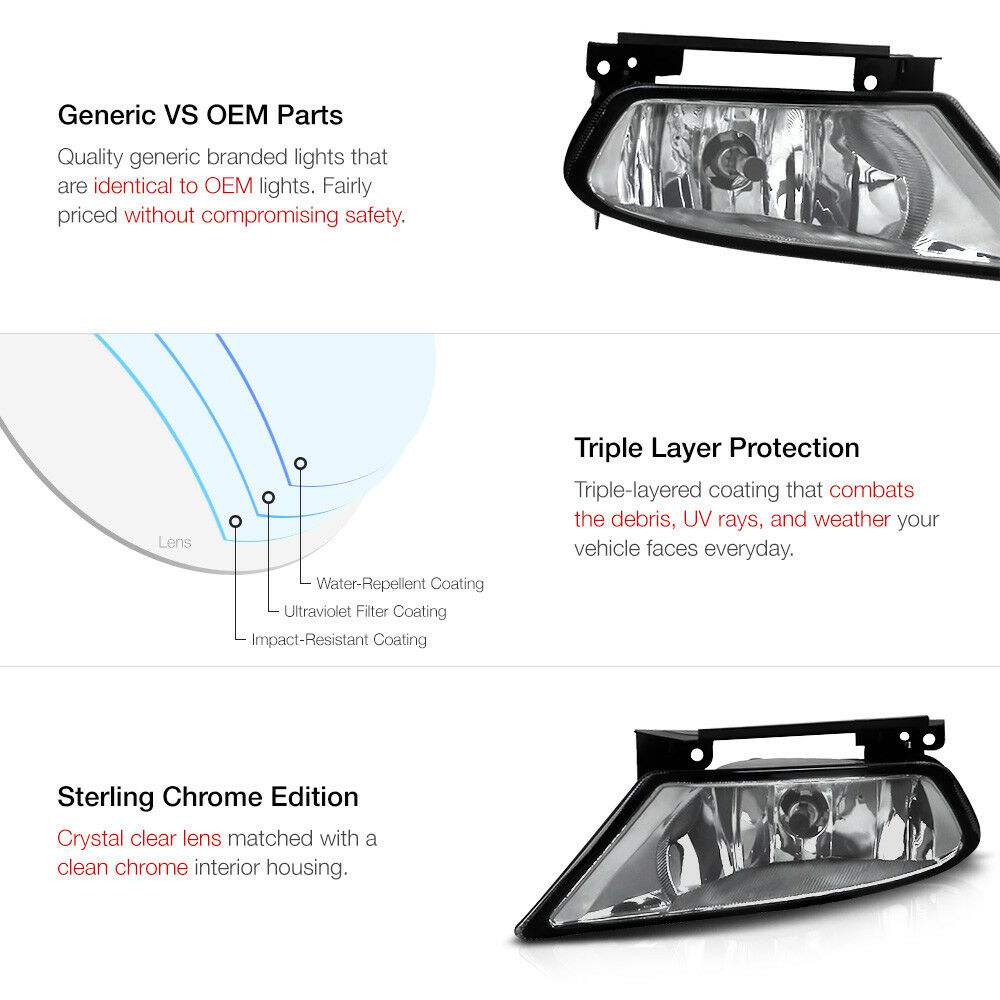 Generic VS OEM Parts
Quality generic branded lights that
are identical to OEM lights. Fairly
priced without compromising safety.
Lens
Water-Repellent Coating
Ultraviolet Filter Coating
Impact-Resistant Coating
Triple Layer Protection
Triple-layered coating that combats
the debris, UV rays, and weather your
vehicle faces everyday.
Sterling Chrome Edition
Crystal clear lens matched with a
clean chrome interior housing.